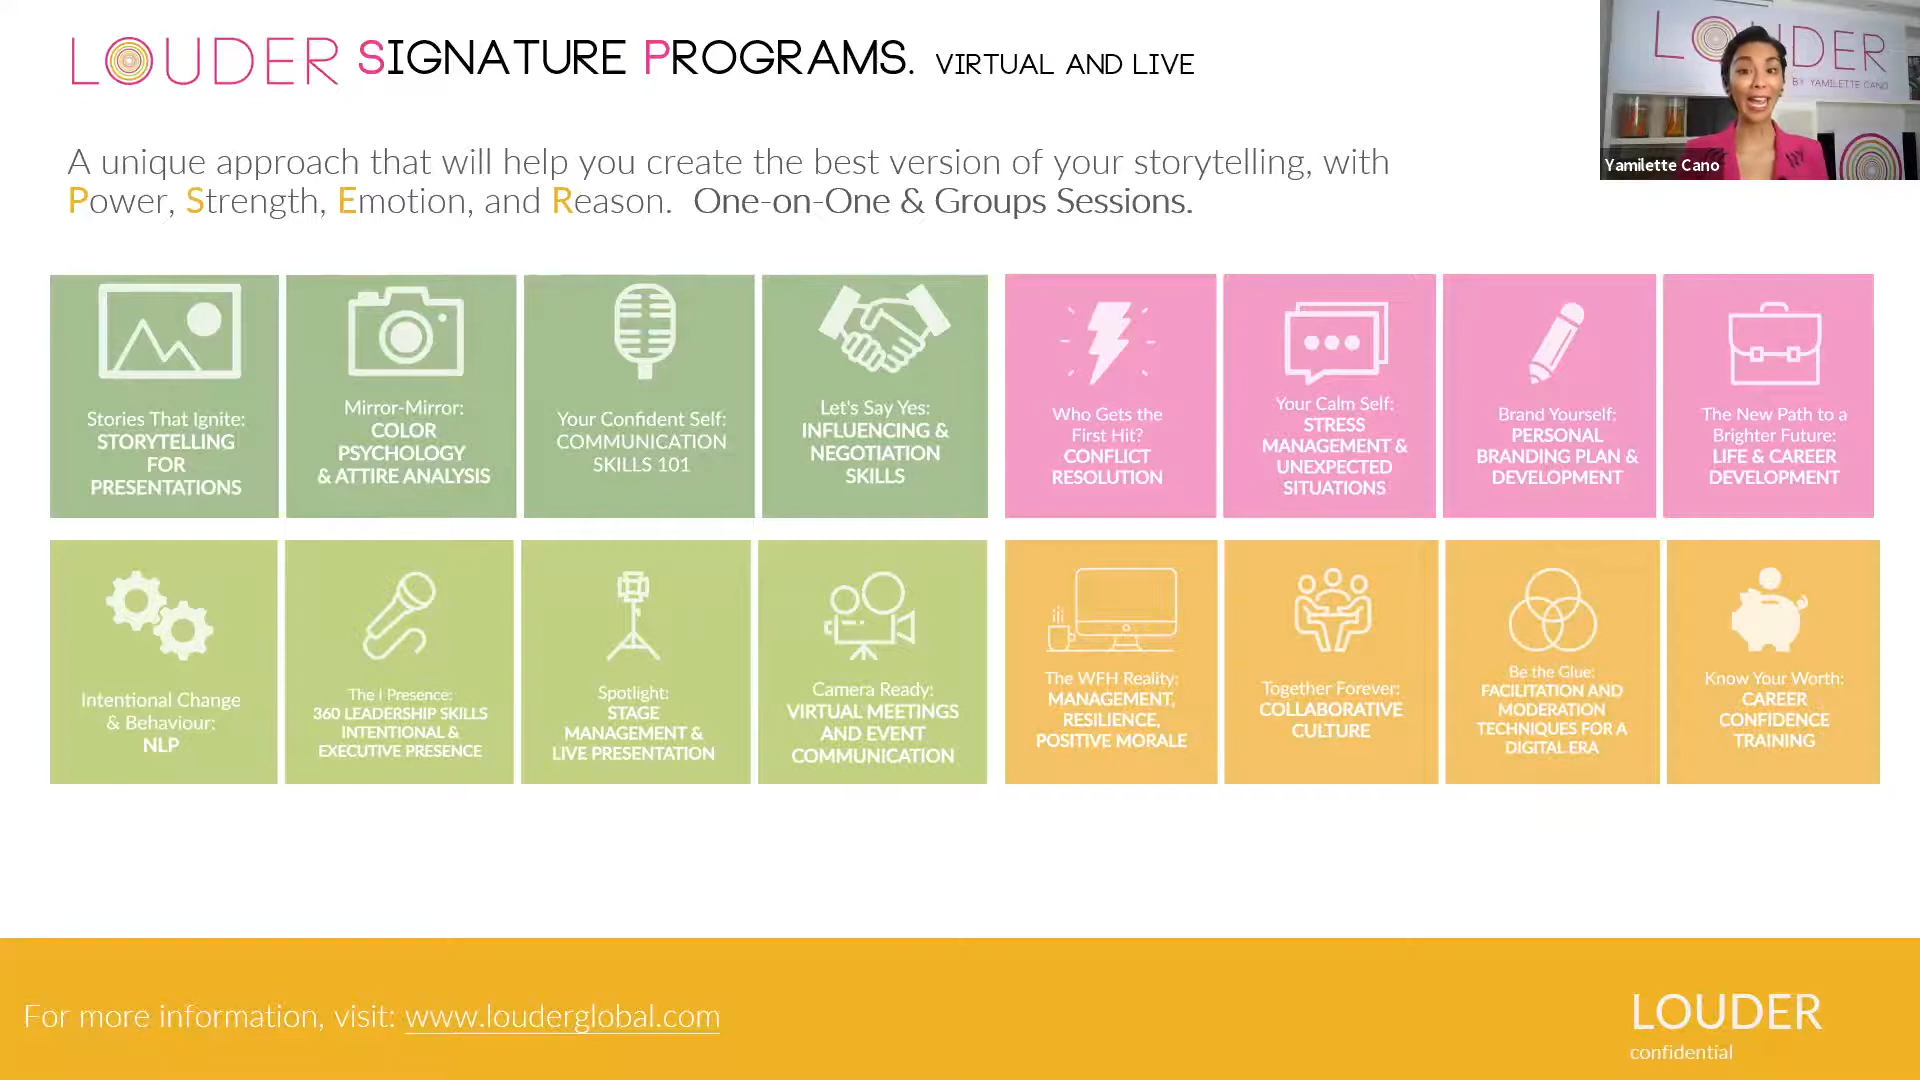 LOUDER SIGNATURE PROGRAMS. VIRTUAL AND LIVE
LOUDER
BY YAMILETTE CANO
Yamilette Cano
A unique approach that will help you create the best version of your storytelling, with
Power, Strength, Emotion, and Reason. One-on-One & Groups Sessions.
Stories That Ignite:
STORYTELLING
FOR
PRESENTATIONS
Mirror-Mirror:
COLOR
PSYCHOLOGY
& ATTIRE ANALYSIS
Your Confident Self:
COMMUNICATION
SKILLS 101
Let's Say Yes:
INFLUENCING &
NEGOTIATION
SKILLS
Who Gets the
First Hit?
CONFLICT
RESOLUTION
Your Calm Self:
STRESS
MANAGEMENT &
UNEXPECTED
SITUATIONS
Brand Yourself:
PERSONAL
BRANDING PLAN &
DEVELOPMENT
The New Path to a
Brighter Future:
LIFE & CAREER
DEVELOPMENT
Intentional Change
& Behaviour:
NLP
The I Presence:
360 LEADERSHIP SKILLS
INTENTIONAL &
EXECUTIVE PRESENCE
Spotlight:
STAGE
MANAGEMENT &
LIVE PRESENTATION
Camera Ready:
VIRTUAL MEETINGS
AND EVENT
COMMUNICATION
The WFH Reality:
MANAGEMENT,
RESILIENCE,
POSITIVE MORALE
Together Forever:
COLLABORATIVE
CULTURE
Be the Glue:
FACILITATION AND
MODERATION
TECHNIQUES FOR A
DIGITAL ERA
Know Your Worth:
CAREER
CONFIDENCE
TRAINING
For more information, visit: www.louderglobal.com
LOUDER
confidential